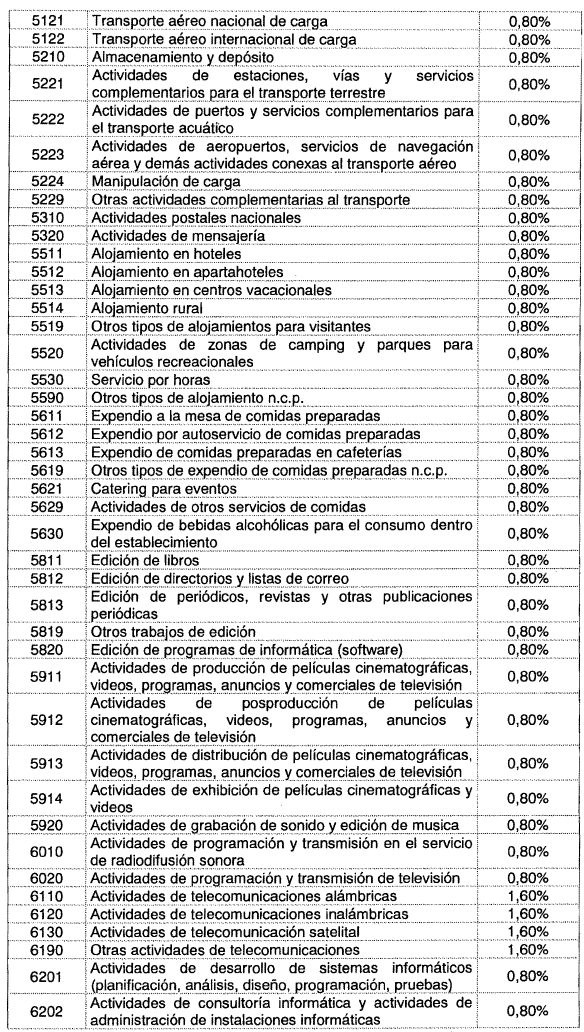 5121 Transporte aéreo nacional de carga 0,80%
5122 Transporte aéreo internacional de carga 0,80%
5210 Almacenamiento y depósito 0,80%
5221 Actividades de estaciones, vías y servicios
complementarios para el transporte terrestre 0,80%
5222 Actividades de puertos y servicios complementarios para
el transporte acuático 0,80%
5223 Actividades de aeropuertos, servicios de navegación
aérea y demás actividades conexas al transporte aéreo 0,80%
5224 Manipulación de carga 0,80%
5229 Otras actividades complementarias al transporte 0,80%
5310 Actividades postales nacionales 0,80%
5320 Actividades de mensajería 0,80%
5511 Alojamiento en hoteles 0,80%
5512 Alojamiento en apartahoteles 0,80%
5513 Alojamiento en centros vacacionales 0,80%
5514 Alojamiento rural 0,80%
5519 Otros tipos de alojamientos para visitantes 0,80%
5520 Actividades de zonas de camping y parques para
vehículos recreacionales 0,80%
5530 Servicio por horas 0,80%
5590 Otros tipos de alojamiento n.c.p. 0,80%
5611 Expendio a la mesa de comidas preparadas 0,80%
5612 Expendio por autoservicio de comidas preparadas 0,80%
5613 Expendio de comidas preparadas en cafeterías 0,80%
5619 Otros tipos de expendio de comidas preparadas n.c.p. 0,80%
5621 Catering para eventos 0,80%
5629 Actividades de otros servicios de comidas 0,80%
5630 Expendio de bebidas alcohólicas para el consumo dentro
del establecimiento 0,80%
5811 Edición de libros 0,80%
5812 Edición de directorios y listas de correo 0,80%
5813 Edición de periódicos, revistas y otras publicaciones
periódicas 0,80%
5819 Otros trabajos de edición 0,80%
5820 Edición de programas de informática (software) 0,80%
5911 Actividades de producción de películas cinematográficas,
videos, programas, anuncios y comerciales de televisión 0,80%
5912 Actividades de posproducción de películas
cinematográficas, videos, programas, anuncios y
comerciales de televisión 0,80%
5913 Actividades de distribución de películas cinematográficas,
videos, programas, anuncios y comerciales de televisión 0,80%
5914 Actividades de exhibición de películas cinematográficas y
videos 0,80%
5920 Actividades de grabación de sonido y edición de musica 0,80%
6010 Actividades de programación y transmisión en el servicio
de radiodifusión sonora 0,80%
6020 Actividades de programación y transmisión de televisión 0,80%
6110 Actividades de telecomunicaciones alámbricas 1,60%
6120 Actividades de telecomunicaciones inalámbricas 1,60%
6130 Actividades de telecomunicación satelital 1,60%
6190 Otras actividades de telecomunicaciones 1,60%
6201 Actividades de desarrollo de sistemas informáticos
(planificación, análisis, diseño, programación, pruebas) 0,80%
6202 Actividades de consultoría informática y actividades de
administración de instalaciones informáticas 0,80%